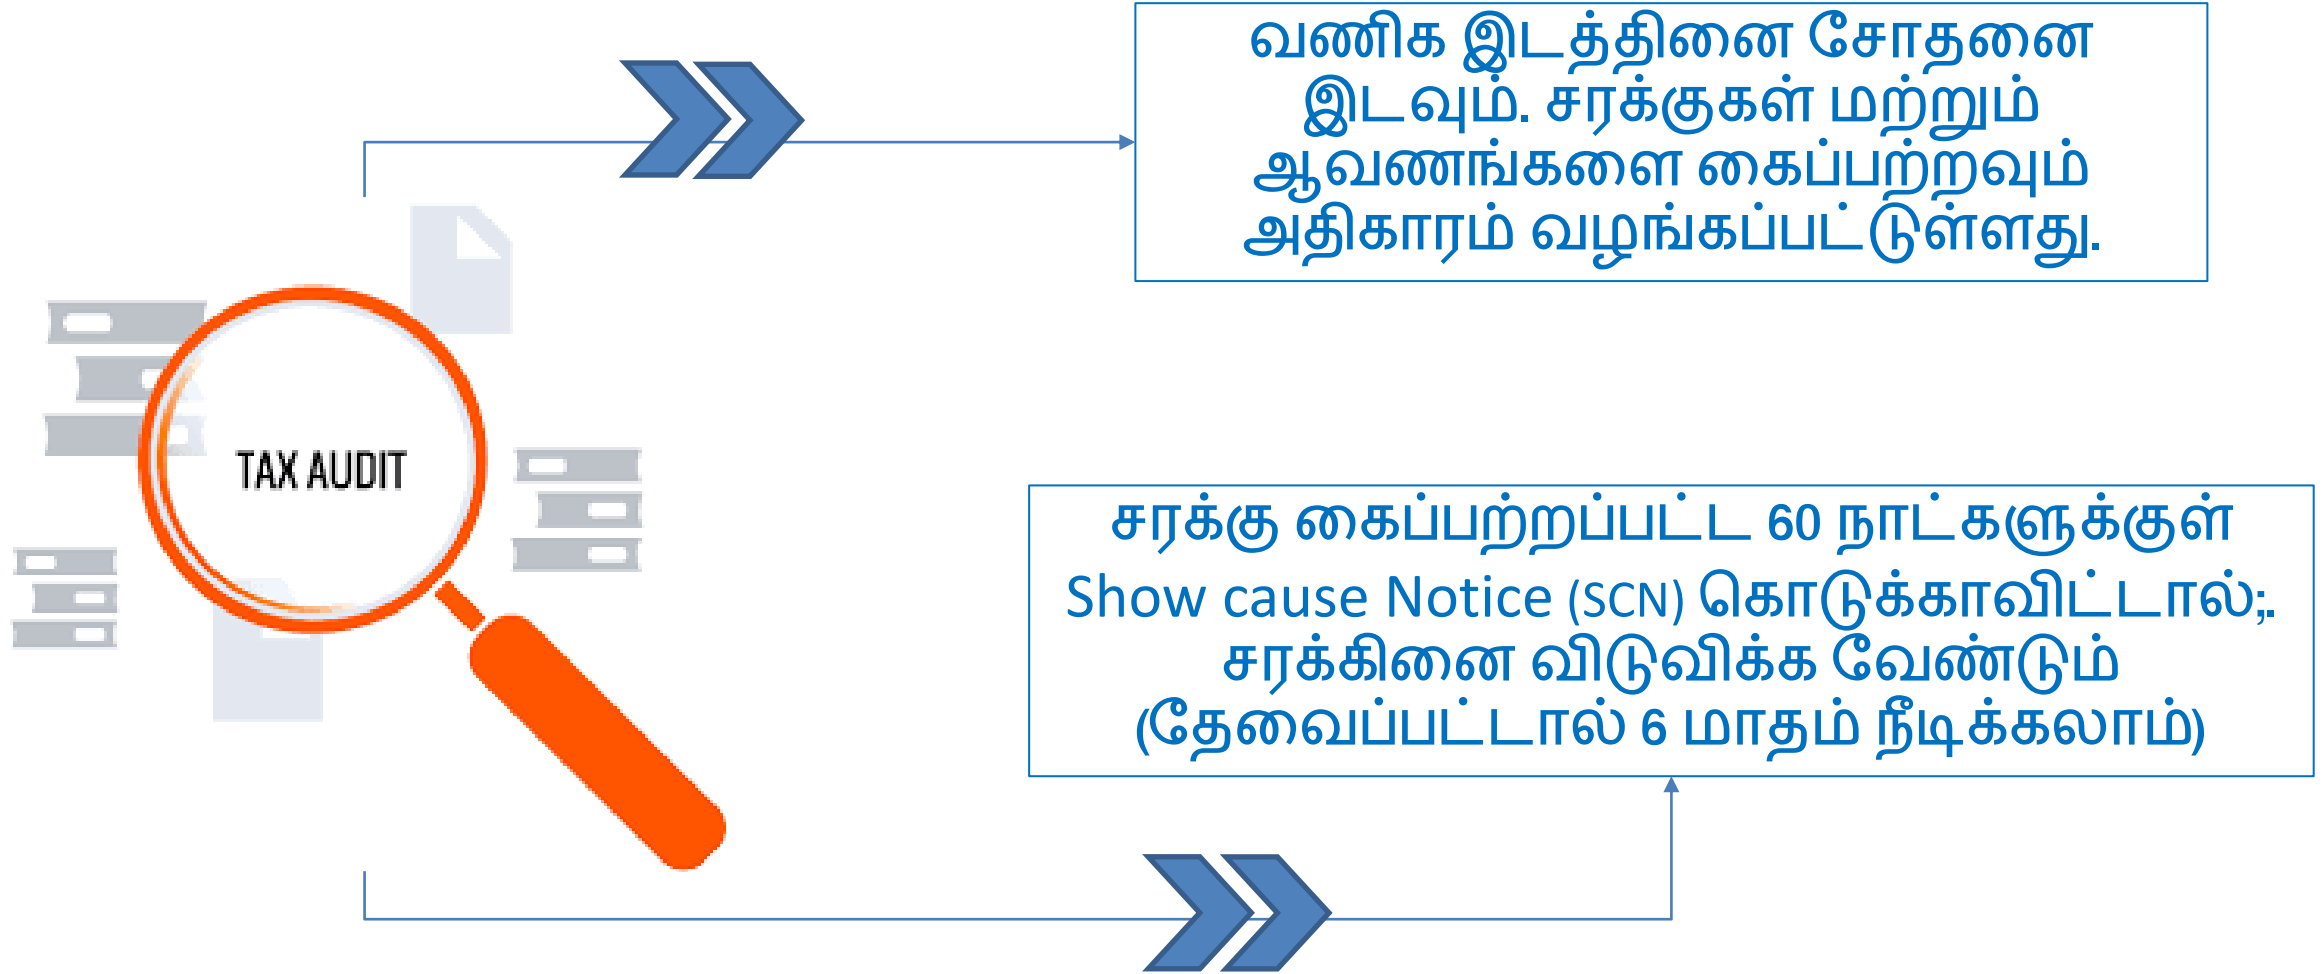 வணிக இடத்தினை சோதனை
இடவும். சரக்குகள் மற்றும்
ஆவணங்களை கைப்பற்றவும்
அதிகாரம் வழங்கப்பட்டுள்ளது.
TAX AUDIT
சரக்கு கைப்பற்றப்பட்ட 60 நாட்களுக்குள்
Show cause Notice (SCN) கொடுக்காவிட்டால்;.
சரக்கினை விடுவிக்க வேண்டும்
(தேவைப்பட்டால் 6 மாதம் நீடிக்கலாம்)